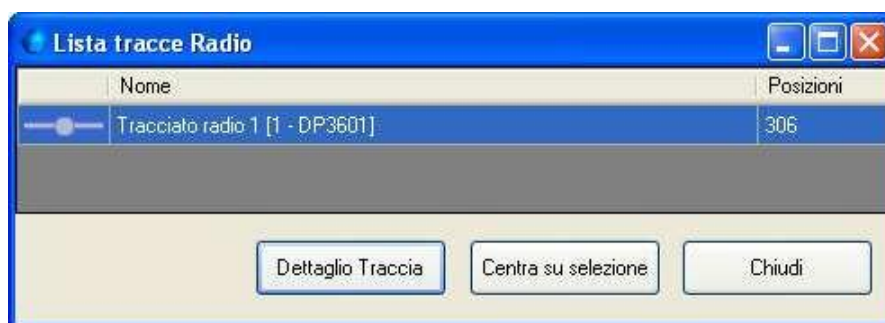 Lista tracce Radio
Nome Posizioni
Tracciato radio 1 [1 - DP3601] 306
Dettaglio Traccia Centra su selezione Chiudi